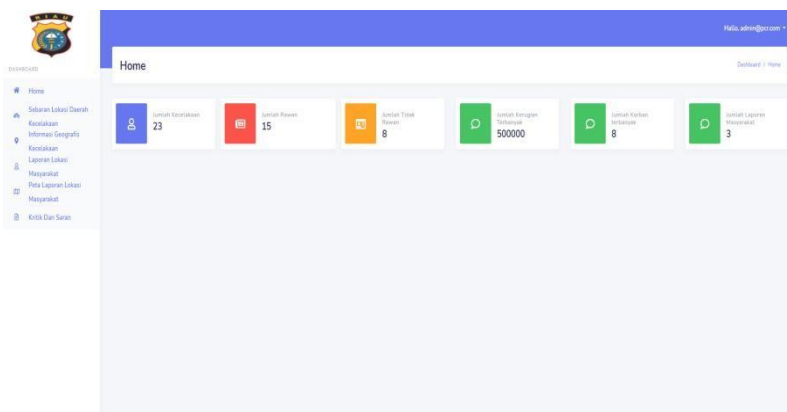 RIAU
Hallo, admin@pcr.com
DASHBOARD
Home
Dashboard / Home
Home
Sebaran Lokasi Daerah
Kecelakaan
Informasi Geografis
Kecelakaan
Laporan Lokasi
Masyarakat
Peta Laporan Lokasi
Masyarakat
Kritik Dan Saran
Jumlah Kecelakaan
23
Jumlah Rawan
15
Jumlah Tidak
Rawan
8
Jumlah Kerugian
Terbanyak
500000
Jumlah Korban
Terbanyak
8
Jumlah Laporan
Masyarakat
3